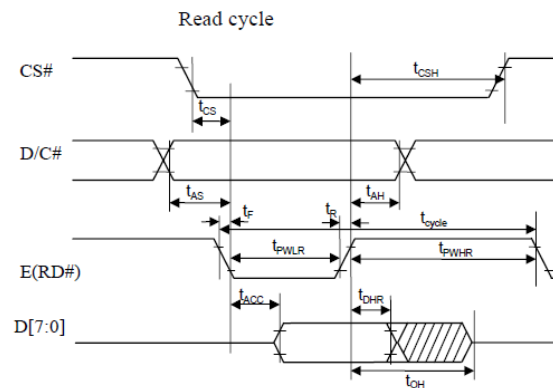 Read cycle
CS#
tCSH
tCS
D/C#
tAS
tAH
tF
tR
tcycle
E(RD#)
tPWLR
tPWHR
tACC
tDHR
D[7:0]
tOH